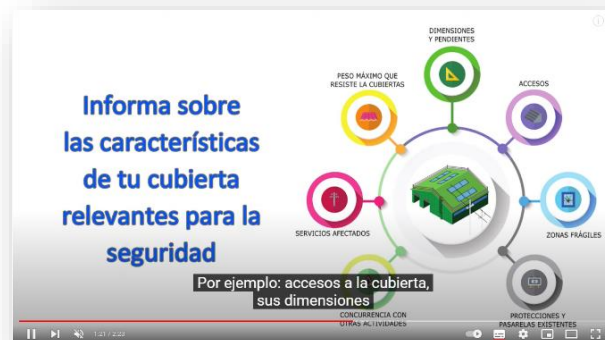 Informa sobre
las características
de tu cubierta
relevantes para la
seguridad
DIMENSIONES
Y PENDIENTES
PESO MÁXIMO QUE
RESISTE LA CUBIERTAS
ACCESOS
SERVICIOS AFECTADOS
ZONAS FRÁGILES
CONCURRENCIA CON
OTRAS ACTIVIDADES
PROTECCIONES Y
PASARELAS EXISTENTES
Por ejemplo: accesos a la cubierta,
sus dimensiones
1:21 / 2:23